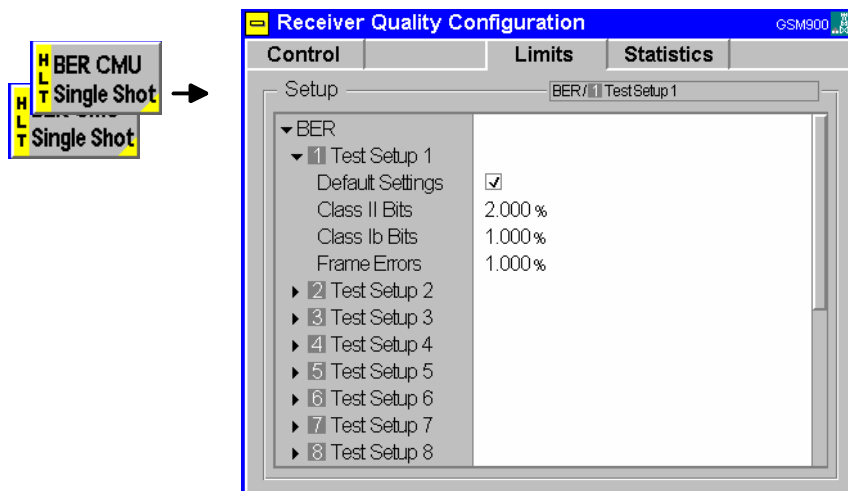 HLT BER CMU
Single Shot
HLT
Single Shot
Receiver Quality Configuration GSM900
Control Limits Statistics
Setup BER/1 Test Setup 1
BER
1 Test Setup 1
Default Settings
Class II Bits 2.000 %
Class Ib Bits 1.000 %
Frame Errors 1.000 %
2 Test Setup 2
3 Test Setup 3
4 Test Setup 4
5 Test Setup 5
6 Test Setup 6
7 Test Setup 7
8 Test Setup 8